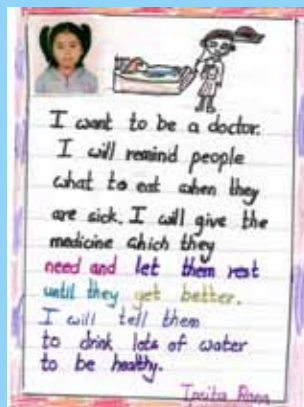 I want to be a doctor.
I will remind people
what to eat when they
are sick. I will give the
medicine which they
need and let them rest
until they get better.
I will tell them
to drink lots of water
to be healthy.